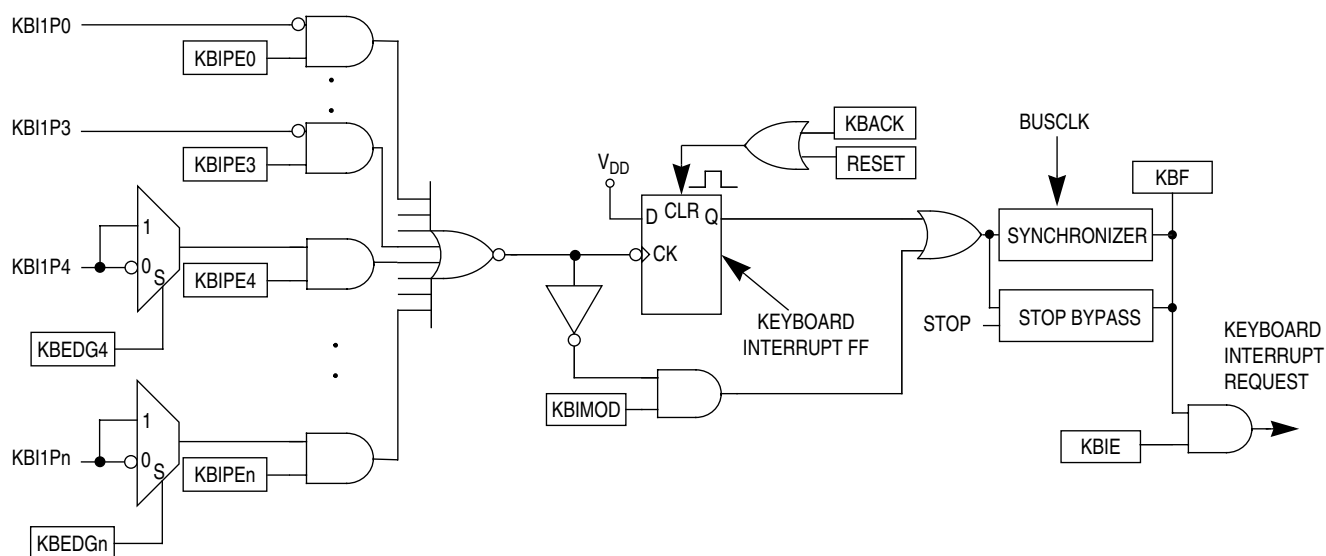 KBI1P0
KBIPE0
KBI1P3
KBIPE3
1
KBI1P4
0
S
KBIPE4
KBEDG4
1
KBI1Pn
0
S
KBIPEn
KBEDGn
VDD
D CLR Q
CK
KBACK
RESET
KEYBOARD
INTERRUPT FF
KBIMOD
BUSCLK
SYNCHRONIZER
KBF
STOP
STOP BYPASS
KBIE
KEYBOARD
INTERRUPT
REQUEST